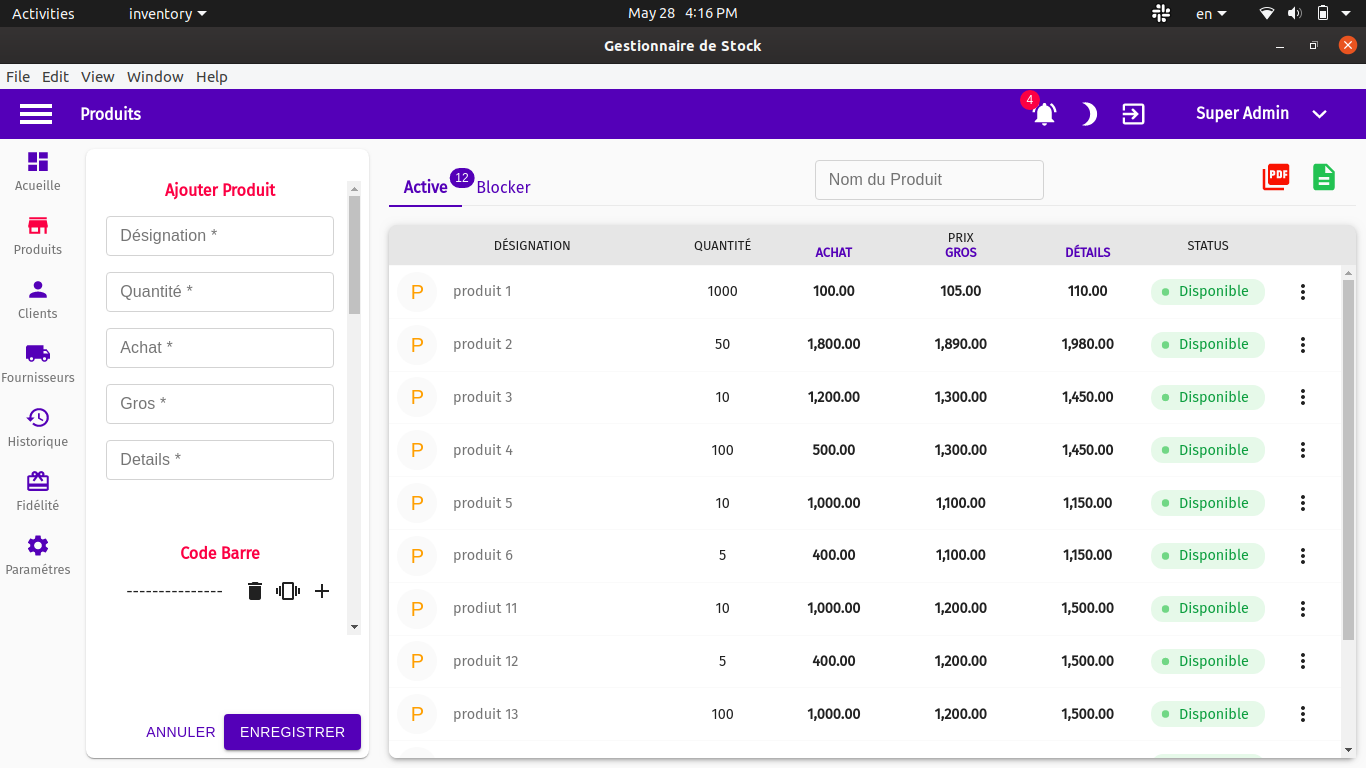 Activities inventory May 28 4:16 PM en
Gestionnaire de Stock
File Edit View Window Help
Produits 4 Super Admin
Acueille
Produits
Clients
Fournisseurs
Historique
Fidélité
Paramétres
Ajouter Produit
Désignation *
Quantité *
Achat *
Gros *
Details *
Code Barre
---------------
ANNULER ENREGISTRER
Active 12 Blocker Nom du Produit PDF
DÉSIGNATION QUANTITÉ PRIX STATUS
ACHAT GROS DÉTAILS
P produit 1 1000 100.00 105.00 110.00 Disponible
P produit 2 50 1,800.00 1,890.00 1,980.00 Disponible
P produit 3 10 1,200.00 1,300.00 1,450.00 Disponible
P produit 4 100 500.00 1,300.00 1,450.00 Disponible
P produit 5 10 1,000.00 1,100.00 1,150.00 Disponible
P produit 6 5 400.00 1,100.00 1,150.00 Disponible
P prodiut 11 10 1,000.00 1,200.00 1,500.00 Disponible
P produit 12 5 400.00 1,200.00 1,500.00 Disponible
P produit 13 100 1,000.00 1,200.00 1,500.00 Disponible